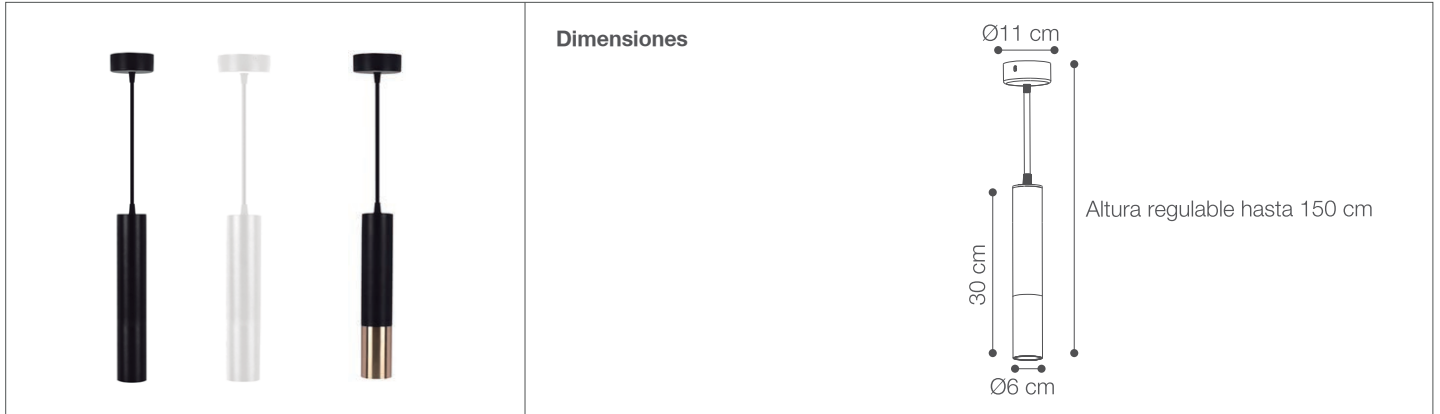 Dimensiones
Ø11 cm
Altura regulable hasta 150 cm
30 cm
Ø6 cm